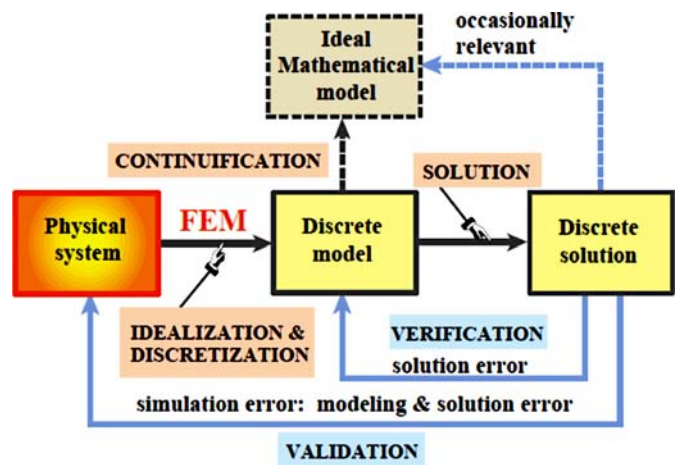 occasionally
relevant
Ideal
Mathematical
model
CONTINUIFICATION
SOLUTION
Physical
system
FEM
Discrete
model
Discrete
solution
IDEALIZATION &
DISCRETIZATION
VERIFICATION
solution error
simulation error: modeling & solution error
VALIDATION